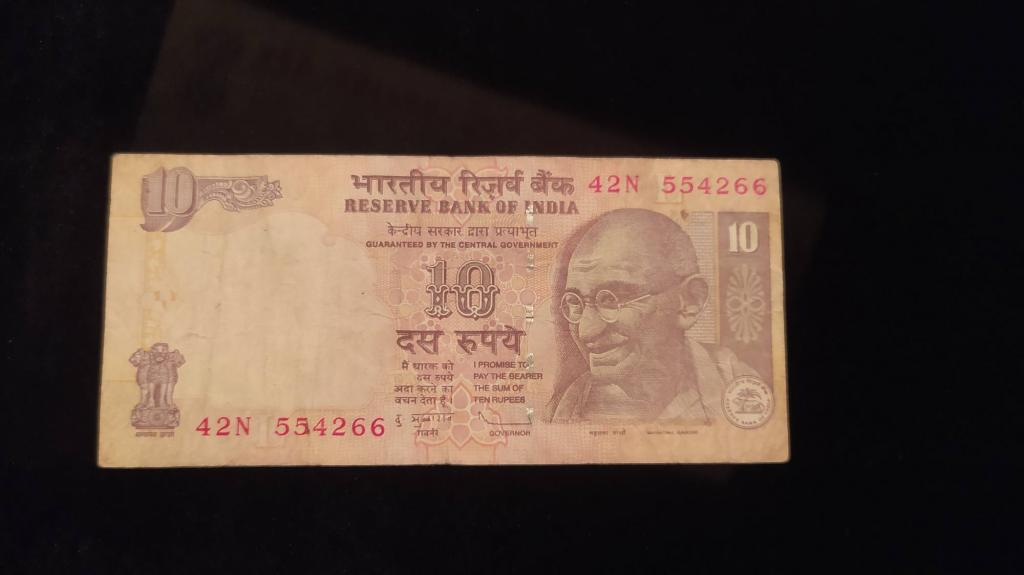 10
भारतीय रिज़र्व बैंक
42N 554266
RESERVE BANK OF INDIA
केन्द्रीय सरकार द्वारा प्रत्याभूत
GUARANTEED BY THE CENTRAL GOVERNMENT
10
10
दस रुपये
मैं धारक को
दस रुपये
अदा करने का
वचन देता हूँ।
I PROMISE TO
PAY THE BEARER
THE SUM OF
TEN RUPEES
42N 554266
गवर्नर
GOVERNOR